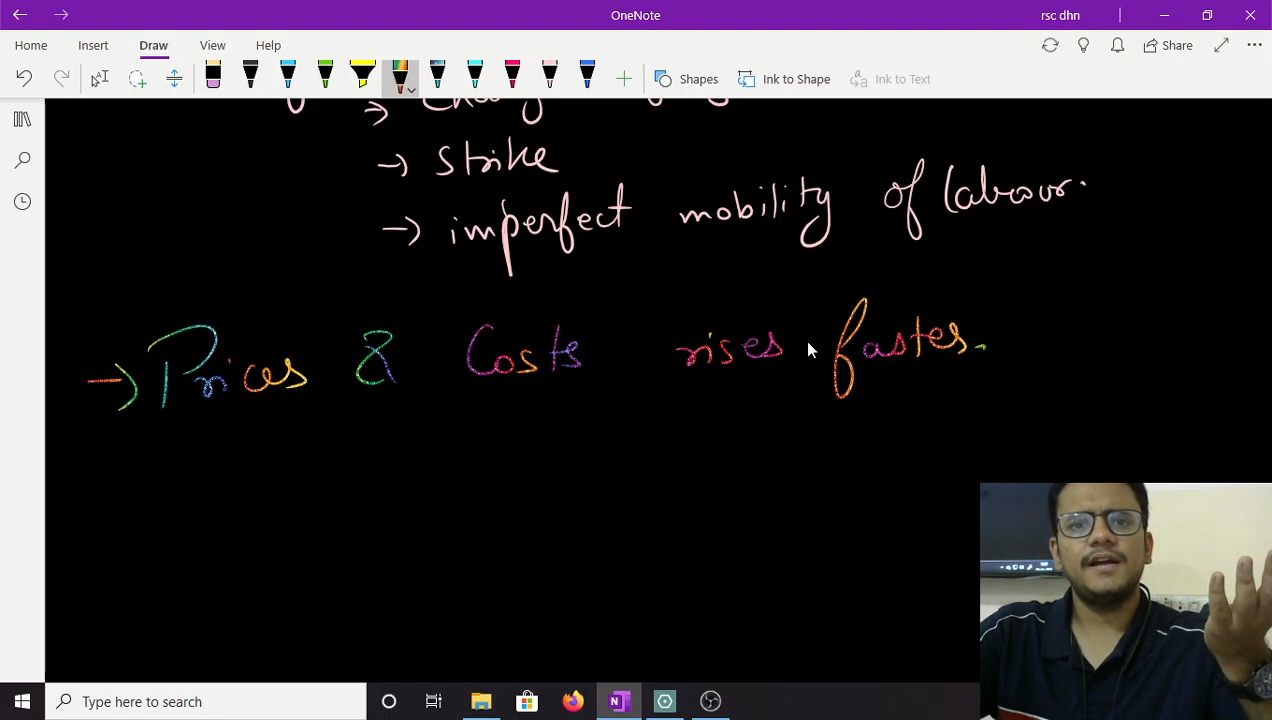 OneNote
rsc dhn
Home Insert Draw View Help
Share
Shapes Ink to Shape Ink to Text
→ strike
→ imperfect mobility of labour.
→ Prices & Costs rises fastes.
Type here to search